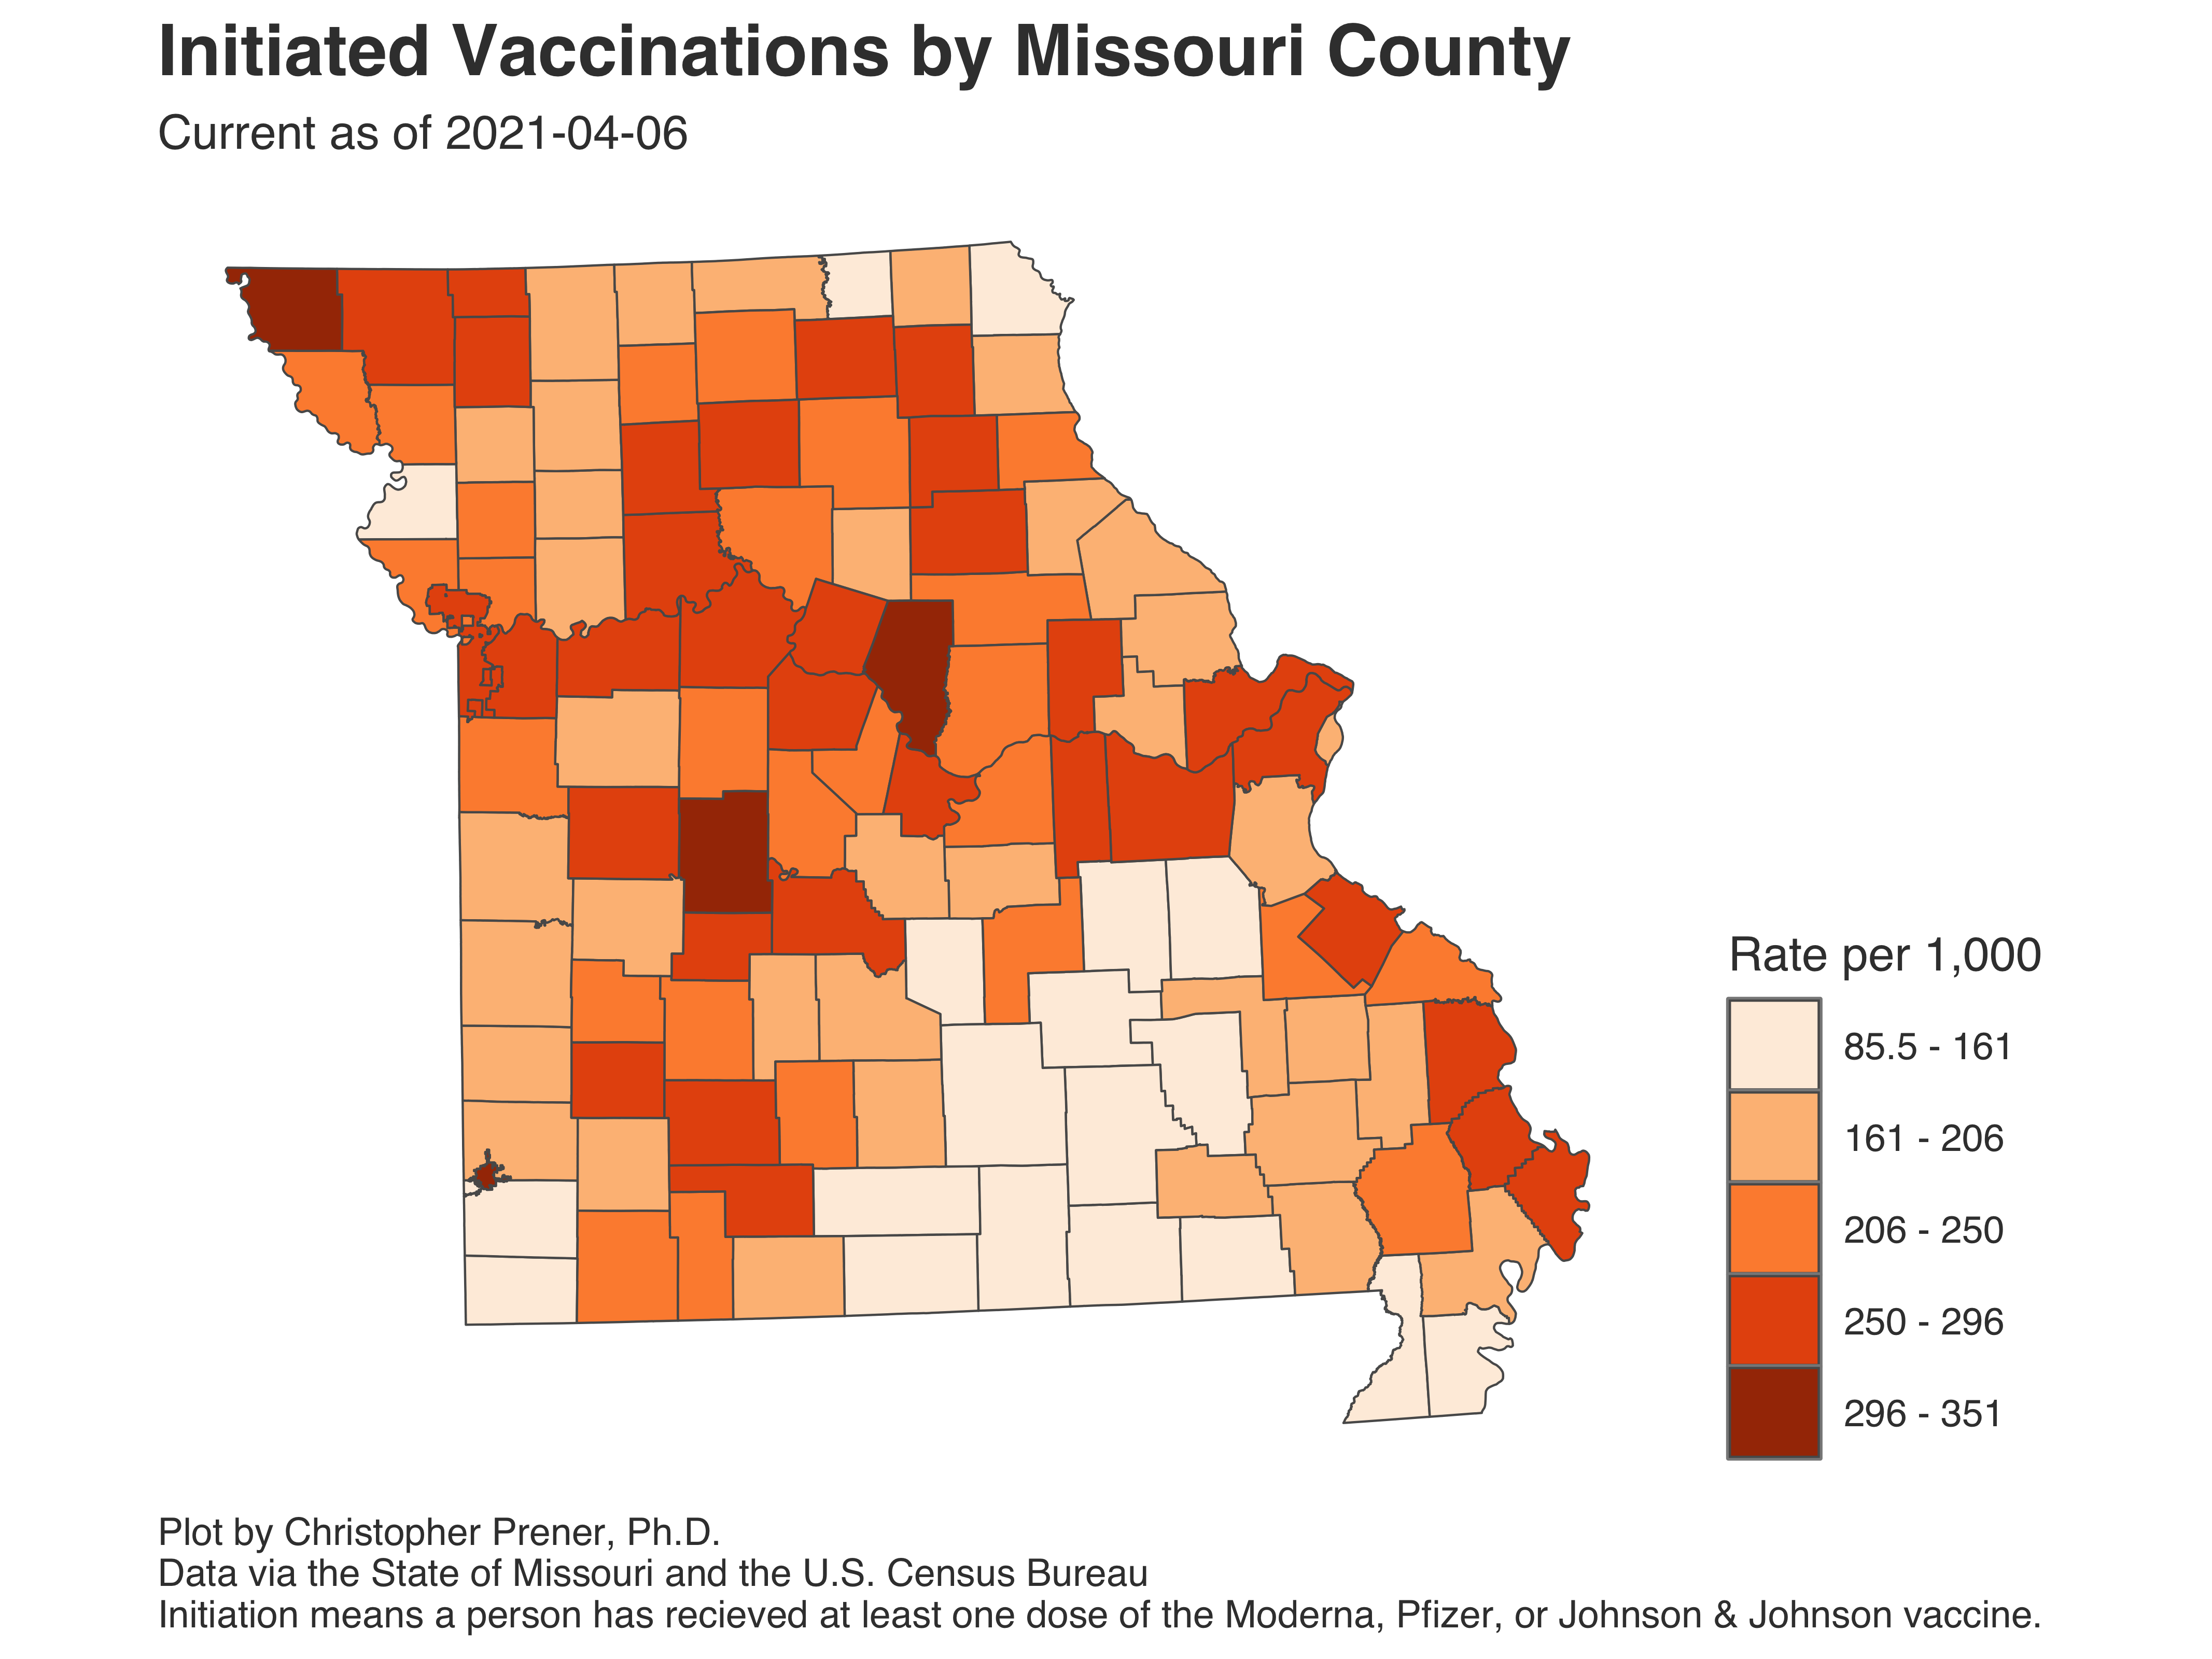 Initiated Vaccinations by Missouri County
Current as of 2021-04-06
Rate per 1,000
85.5 - 161
161 - 206
206 - 250
250 - 296
296 - 351
Plot by Christopher Prener, Ph.D.
Data via the State of Missouri and the U.S. Census Bureau
Initiation means a person has recieved at least one dose of the Moderna, Pfizer, or Johnson & Johnson vaccine.